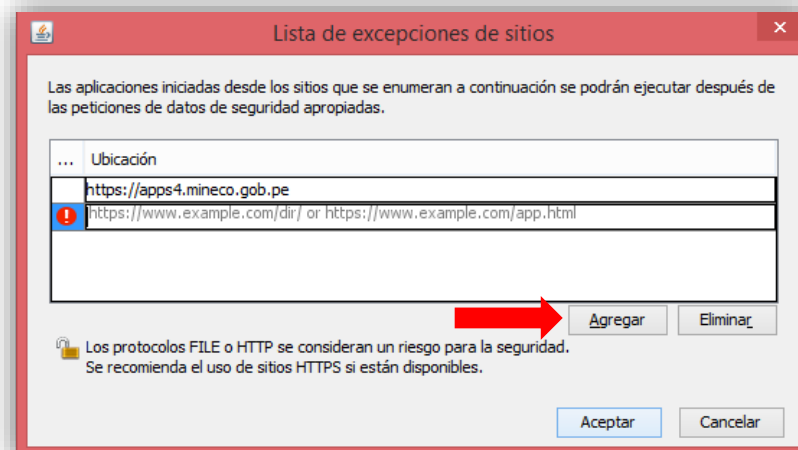 Lista de excepciones de sitios
Las aplicaciones iniciadas desde los sitios que se enumeran a continuación se podrán ejecutar después de
las peticiones de datos de seguridad apropiadas.
... Ubicación
https://apps4.mineco.gob.pe
https://www.example.com/dir/ or https://www.example.com/app.html
Agregar Eliminar
Los protocolos FILE o HTTP se consideran un riesgo para la seguridad.
Se recomienda el uso de sitios HTTPS si están disponibles.
Aceptar Cancelar